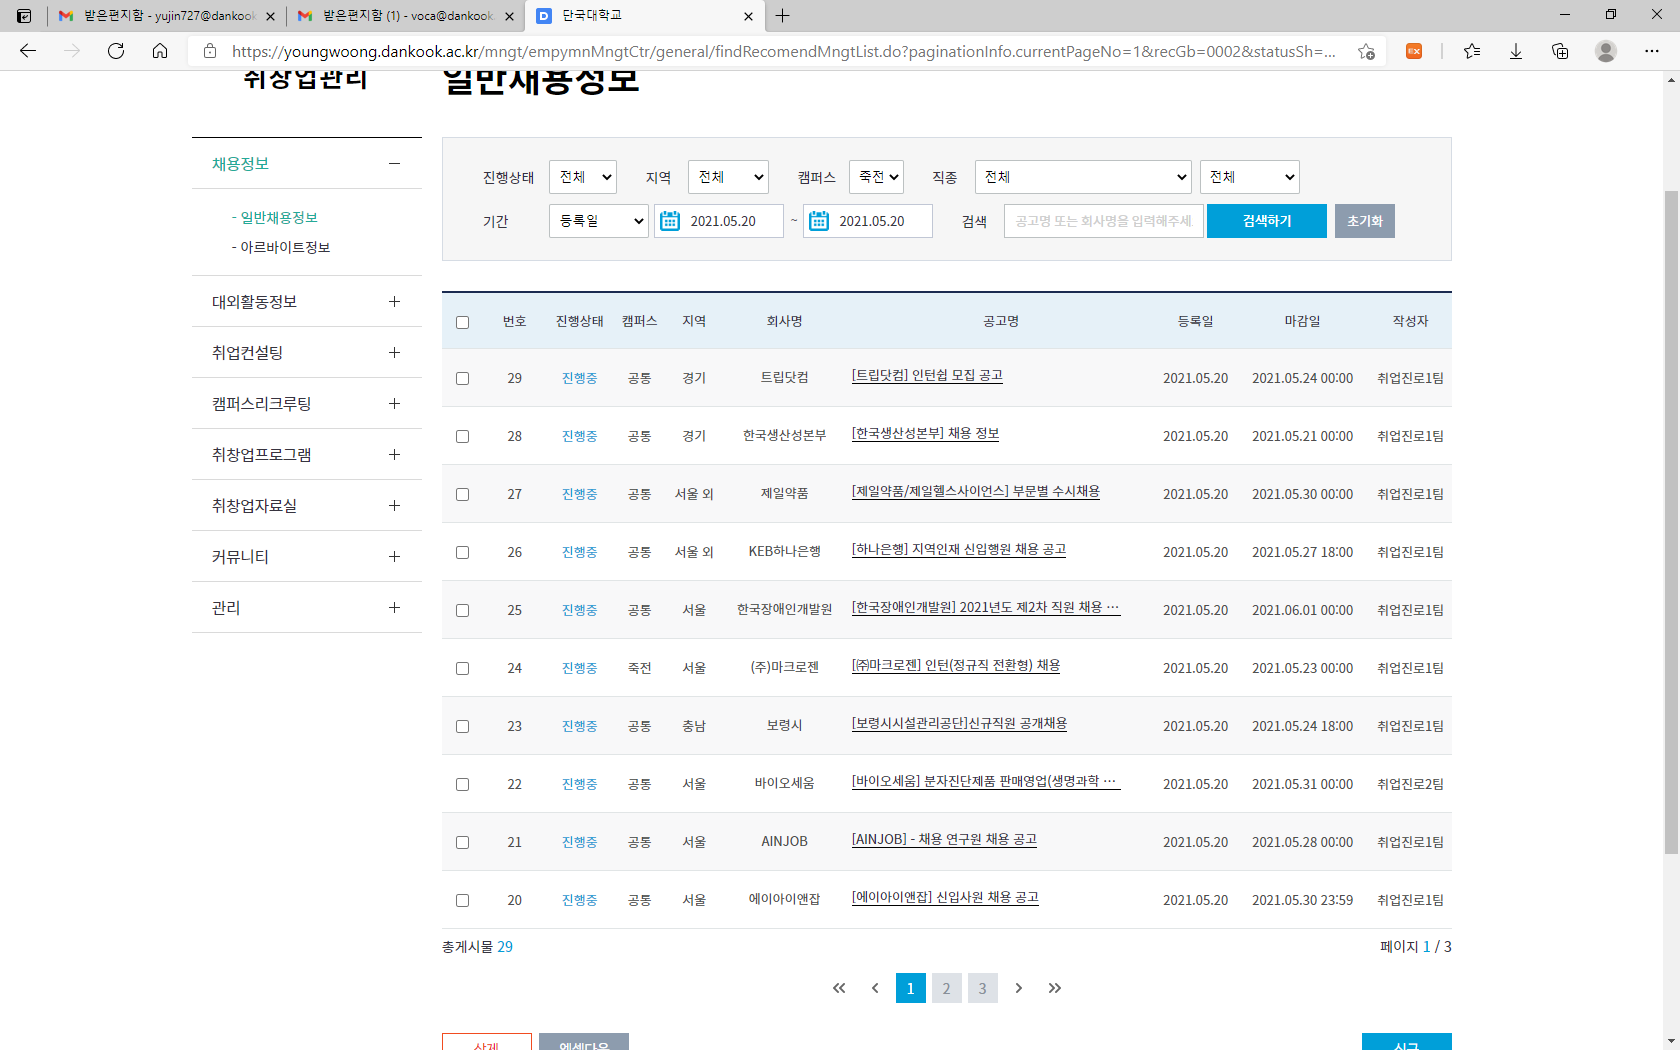 받은편지함 - yujin727@dankook
받은편지함 (1) - voca@dankook.
단국대학교
https://youngwoong.dankook.ac.kr/mngt/empymnMngtCtr/general/findRecomendMngtList.do?paginationInfo.currentPageNo=1&recGb=0002&statusSh=...
취창업관리
일반채용정보
채용정보
- 일반채용정보
- 아르바이트정보
대외활동정보
취업컨설팅
캠퍼스리크루팅
취창업프로그램
취창업자료실
커뮤니티
관리
진행상태 전체 지역 전체 캠퍼스 죽전 직종 전체 전체
기간 등록일 2021.05.20 ~ 2021.05.20 검색 공고명 또는 회사명을 입력해주세. 검색하기 초기화
번호 진행상태 캠퍼스 지역 회사명 공고명 등록일 마감일 작성자
29 진행중 공통 경기 트립닷컴 [트립닷컴] 인턴쉽 모집 공고 2021.05.20 2021.05.24 00:00 취업진로1팀
28 진행중 공통 경기 한국생산성본부 [한국생산성본부] 채용 정보 2021.05.20 2021.05.21 00:00 취업진로1팀
27 진행중 공통 서울 외 제일약품 [제일약품/제일헬스사이언스] 부문별 수시채용 2021.05.20 2021.05.30 00:00 취업진로1팀
26 진행중 공통 서울 외 KEB하나은행 [하나은행] 지역인재 신입행원 채용 공고 2021.05.20 2021.05.27 18:00 취업진로1팀
25 진행중 공통 서울 한국장애인개발원 [한국장애인개발원] 2021년도 제2차 직원 채용 ... 2021.05.20 2021.06.01 00:00 취업진로1팀
24 진행중 죽전 서울 (주)마크로젠 [㈜마크로젠] 인턴(정규직 전환형) 채용 2021.05.20 2021.05.23 00:00 취업진로1팀
23 진행중 공통 충남 보령시 [보령시시설관리공단]신규직원 공개채용 2021.05.20 2021.05.24 18:00 취업진로1팀
22 진행중 공통 서울 바이오세움 [바이오세움] 분자진단제품 판매영업(생명과학 ... 2021.05.20 2021.05.31 00:00 취업진로2팀
21 진행중 공통 서울 AINJOB [AINJOB] - 채용 연구원 채용 공고 2021.05.20 2021.05.28 00:00 취업진로1팀
20 진행중 공통 서울 에이아이앤잡 [에이아이앤잡] 신입사원 채용 공고 2021.05.20 2021.05.30 23:59 취업진로1팀
총게시물 29 페이지 1 / 3
« ‹ 1 2 3 › »
삭제 엑셀다운 신규